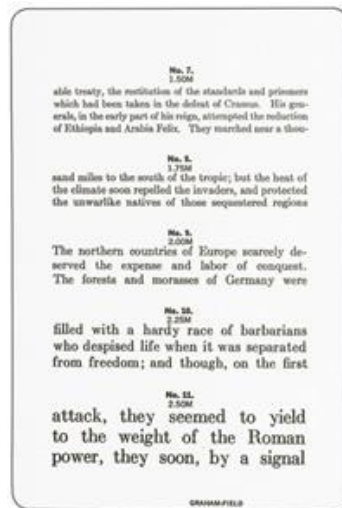 No. 7.
1.50M
able treaty, the restitution of the standards and prisoners
which had been taken in the defeat of Crassus. His gen-
erals, in the early part of his reign, attempted the reduction
of Ethiopia and Arabia Felix. They marched near a thou-
No. 8.
1.75M
sand miles to the south of the tropic; but the heat of
the climate soon repelled the invaders, and protected
the unwarlike natives of those sequestered regions
No. 9.
2.00M
The northern countries of Europe scarcely de-
served the expense and labor of conquest.
The forests and morasses of Germany were
No. 10.
2.25M
filled with a hardy race of barbarians
who despised life when it was separated
from freedom; and though, on the first
No. 11.
2.50M
attack, they seemed to yield
to the weight of the Roman
power, they soon, by a signal
GRAHAM-FIELD